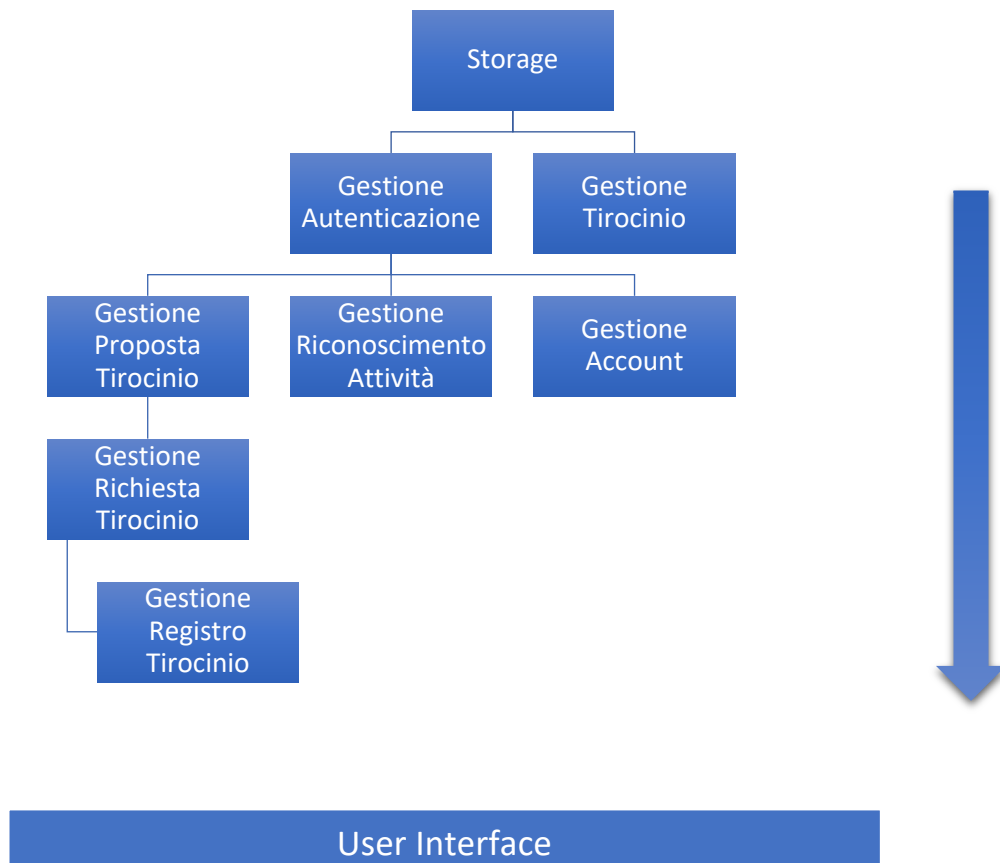 Storage
Gestione
Autenticazione
Gestione
Tirocinio
Gestione
Proposta
Tirocinio
Gestione
Riconoscimento
Attività
Gestione
Account
Gestione
Richiesta
Tirocinio
Gestione
Registro
Tirocinio
User Interface